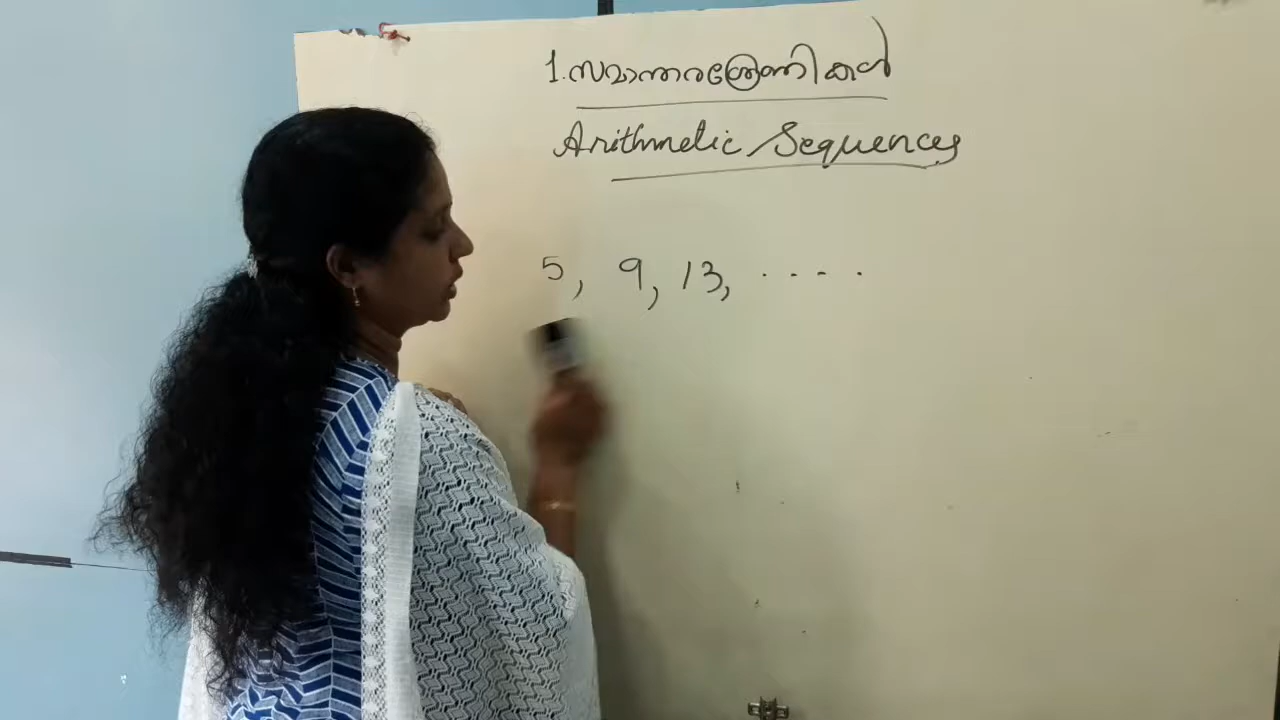 1. സമാന്തരശ്രേണികൾ
Arithmetic Sequences
5, 9, 13, ....